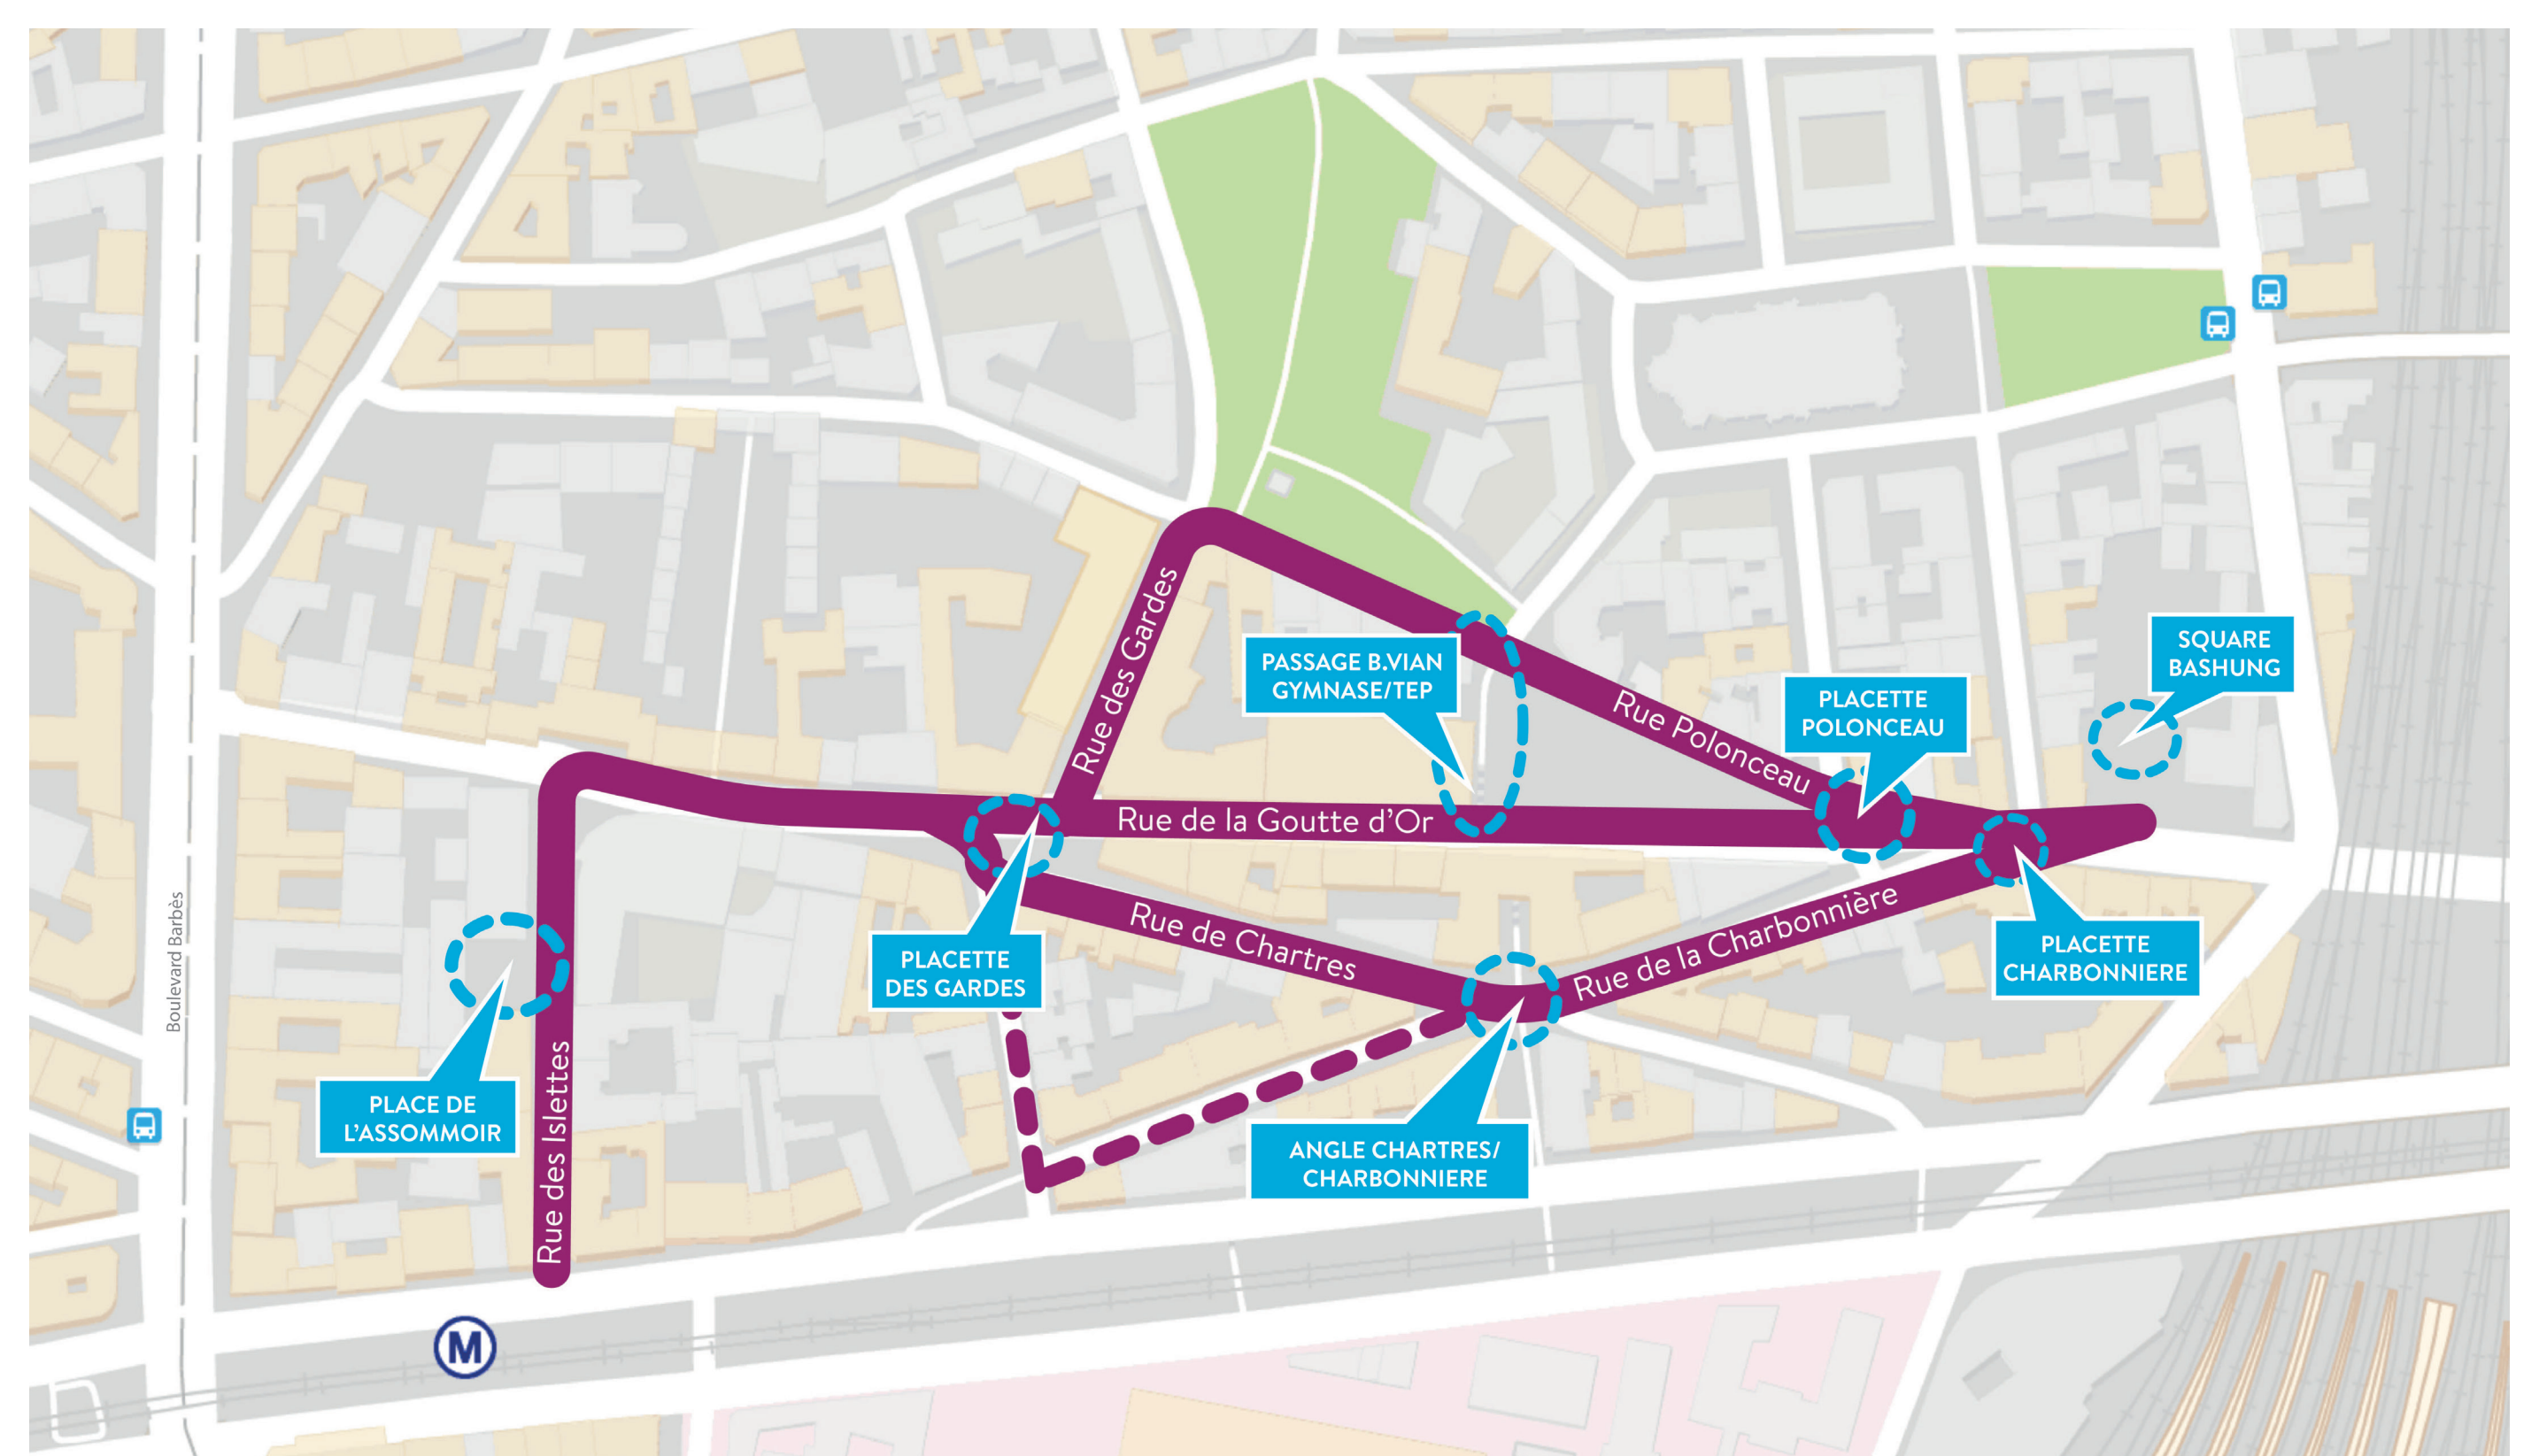 Rue des Gardes
PASSAGE B.VIAN
GYMNASE/TEP
SQUARE
BASHUNG
Rue Polonceau
PLACETTE
POLONCEAU
Rue de la Goutte d'Or
Boulevard Barbès
PLACETTE
DES GARDES
Rue de Chartres
Rue de la Charbonnière
PLACETTE
CHARBONNIERE
PLACE DE
L'ASSOMMOIR
Rue des Islettes
ANGLE CHARTRES/
CHARBONNIERE
M